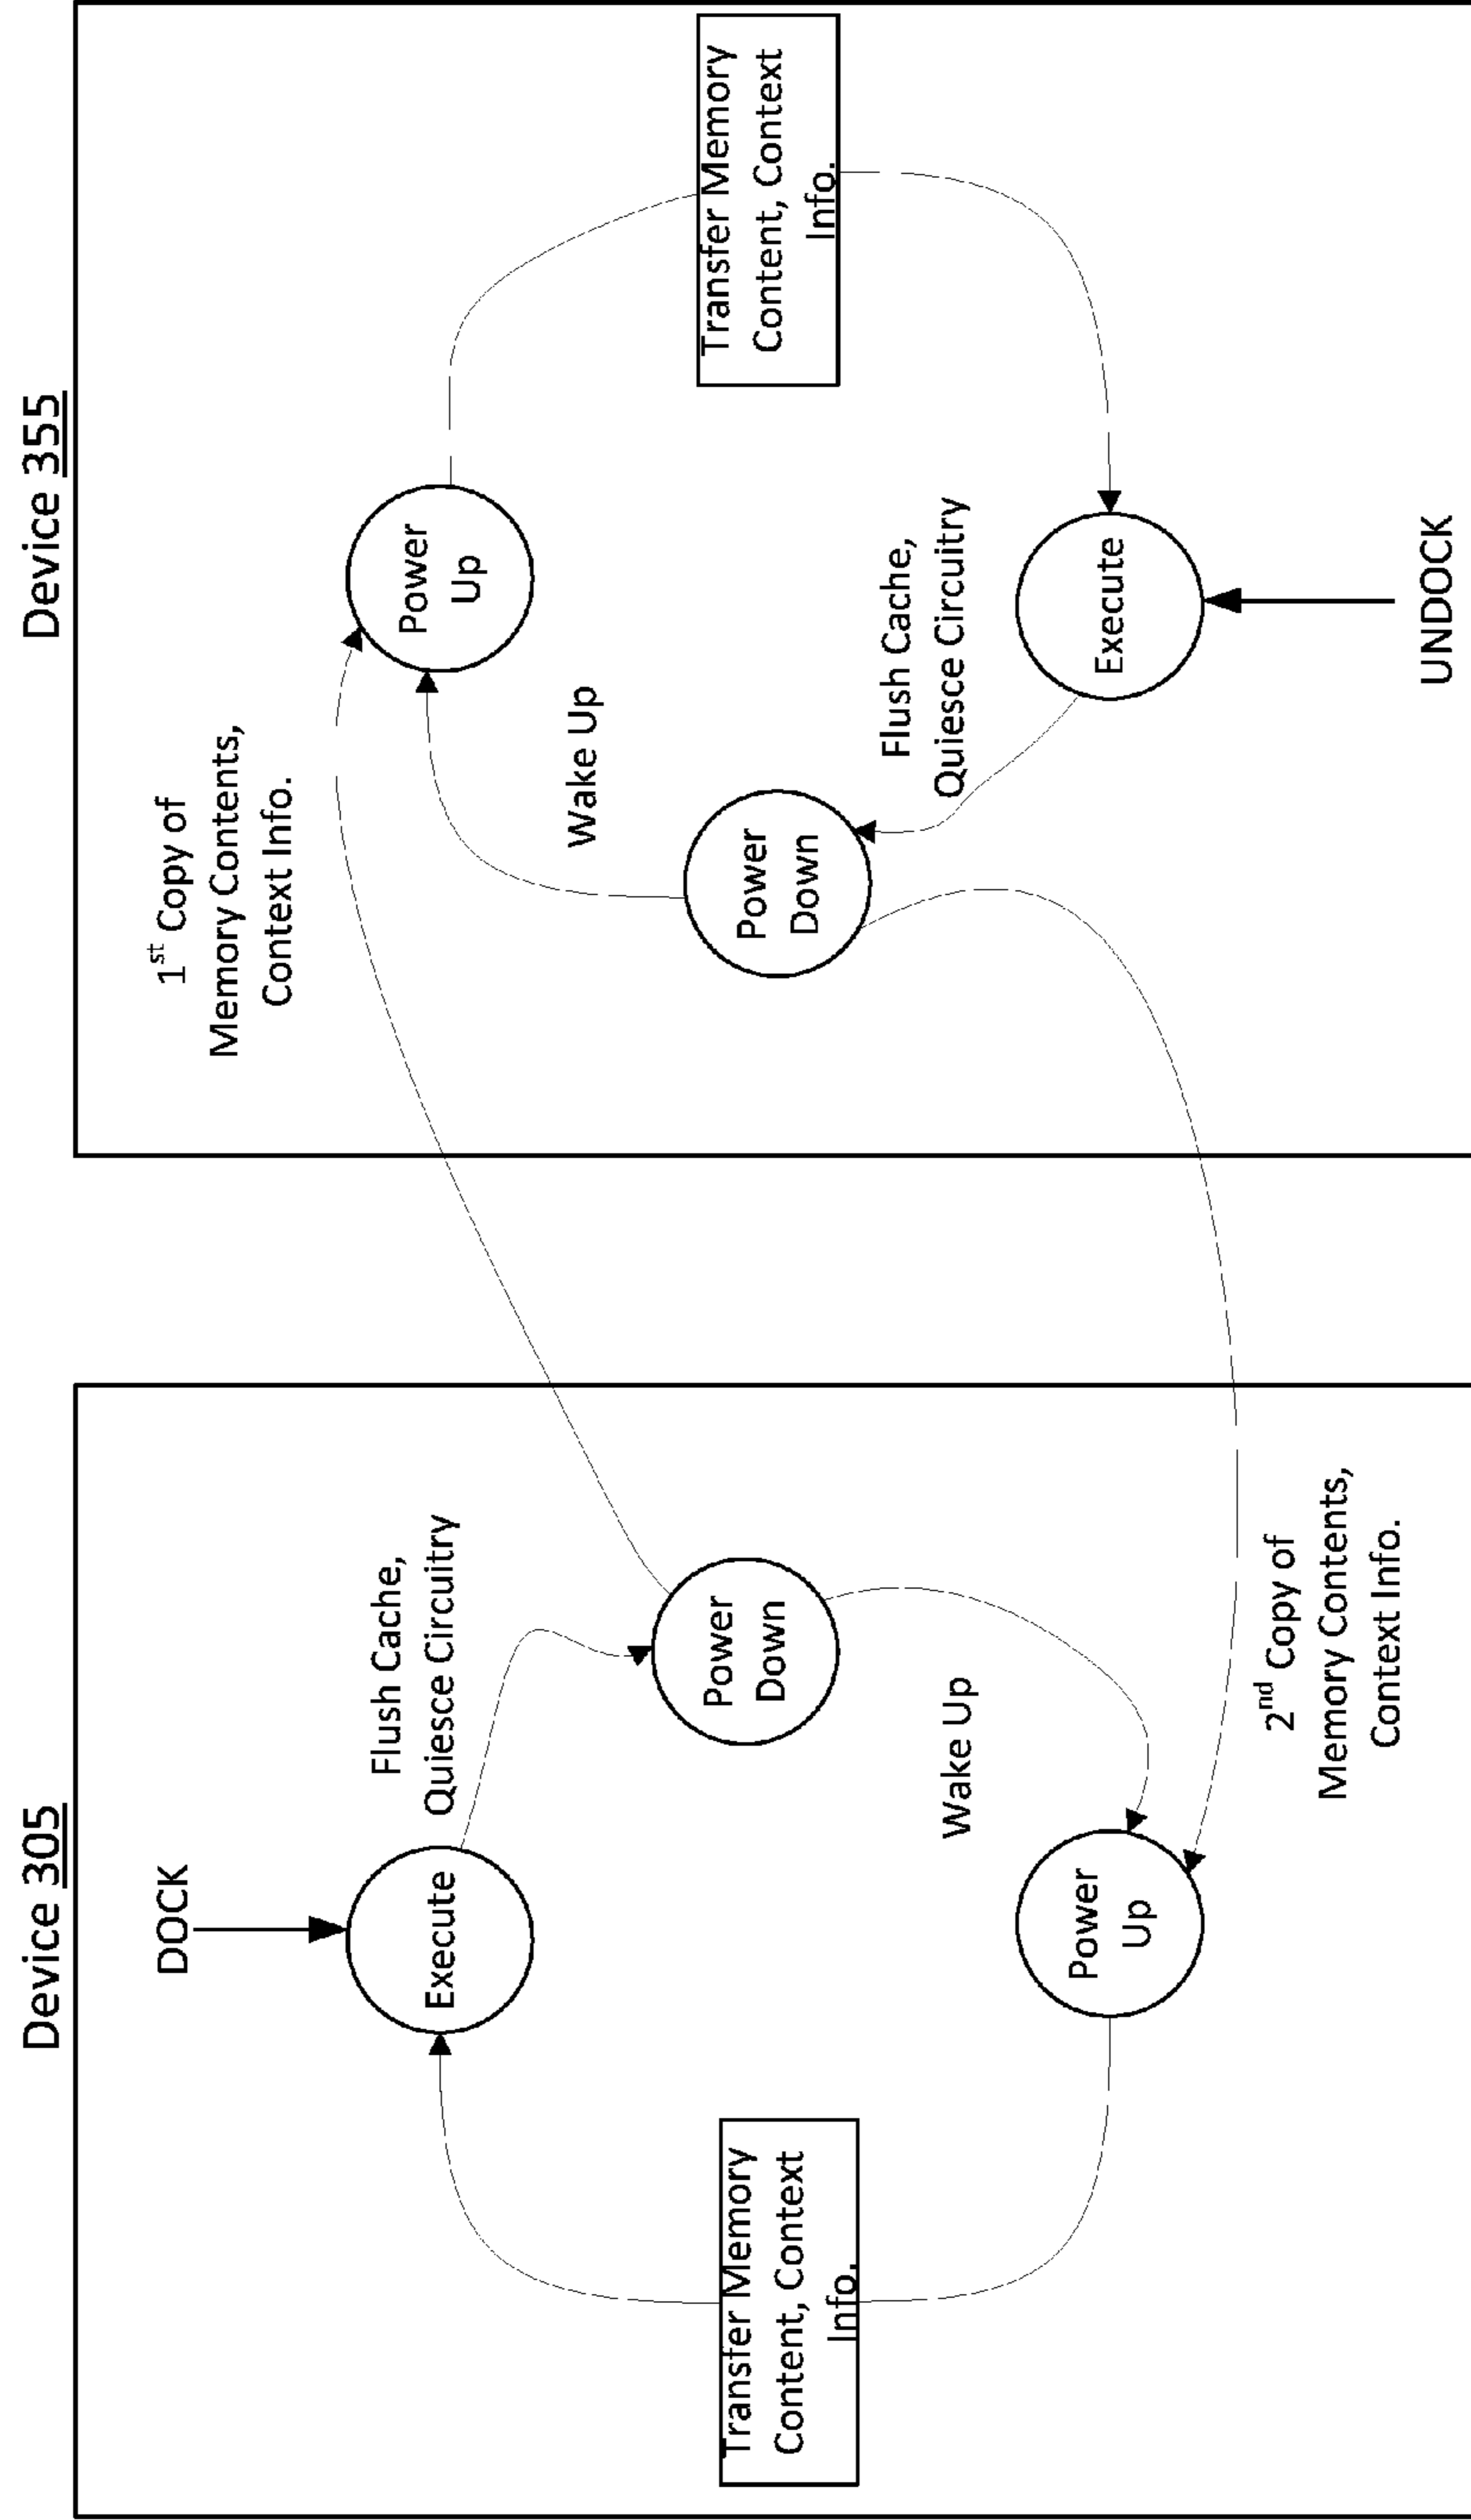 Device 305
DOCK
Execute
Flush Cache,
Quiesce Circuitry
Power
Down
Wake Up
Power
Up
Transfer Memory
Content, Context
Info.
2nd Copy of
Memory Contents,
Context Info.
Device 355
1st Copy of
Memory Contents,
Context Info.
Power
Up
Wake Up
Power
Down
Flush Cache,
Quiesce Circuitry
Execute
UNDOCK
Transfer Memory
Content, Context
Info.